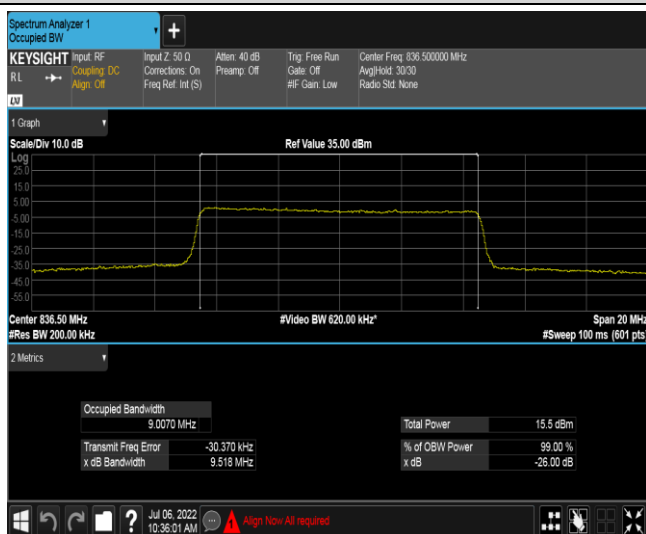 Spectrum Analyzer 1
Occupied BW
+
KEYSIGHT
RL
LXI
Input: RF
Coupling: DC
Align: Off
Input Z: 50 Ω
Corrections: On
Freq Ref: Int (S)
Atten: 40 dB
Preamp: Off
Trig: Free Run
Gate: Off
#IF Gain: Low
Center Freq: 836.500000 MHz
Avg|Hold: 30/30
Radio Std: None
1 Graph
Scale/Div 10.0 dB
Ref Value 35.00 dBm
Log
25.0
15.0
5.00
-5.00
-15.0
-25.0
-35.0
-45.0
-55.0
Center 836.50 MHz
#Video BW 620.00 kHz*
Span 20 MHz
#Res BW 200.00 kHz
#Sweep 100 ms (601 pts)
2 Metrics
Occupied Bandwidth
9.0070 MHz
Total Power 15.5 dBm
Transmit Freq Error -30.370 kHz
% of OBW Power 99.00 %
x dB Bandwidth 9.518 MHz
x dB -26.00 dB
?
Jul 06, 2022
10:36:01 AM
Align Now All required